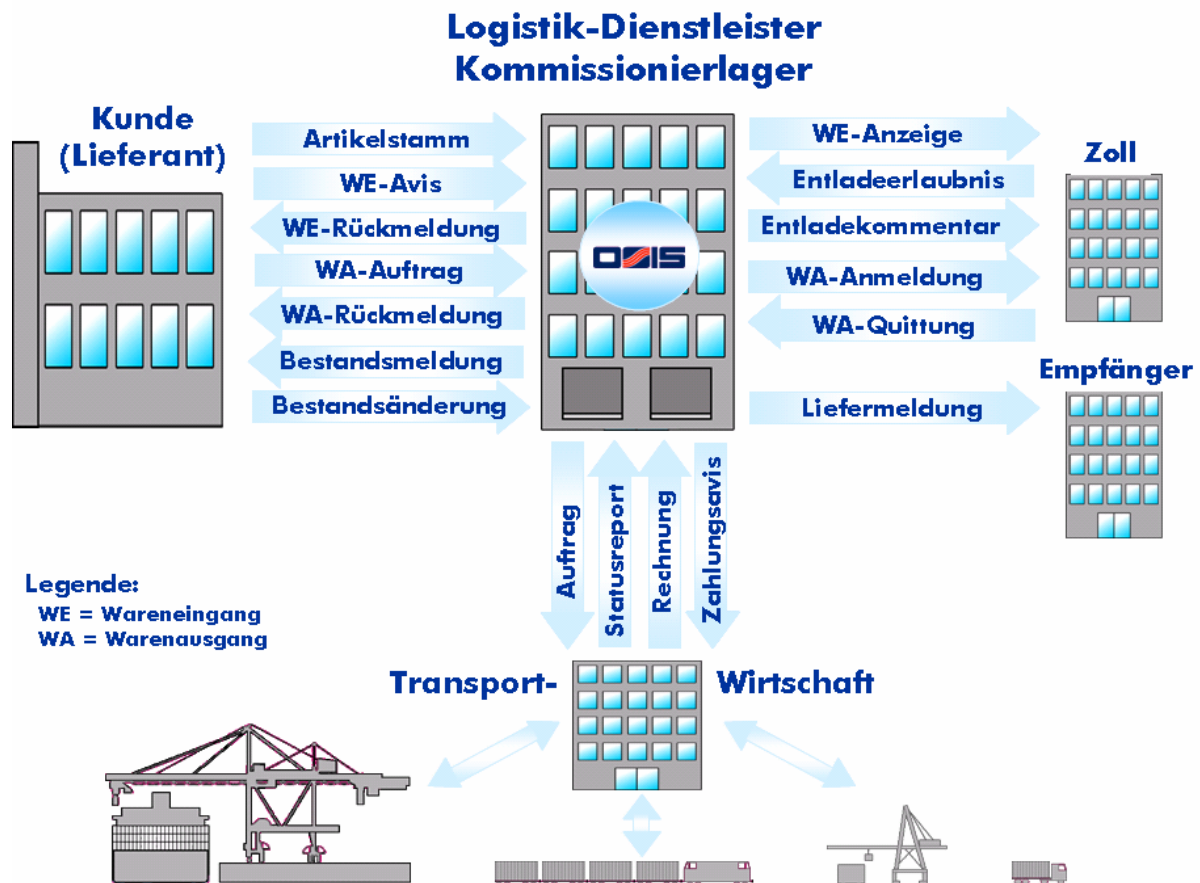 Logistik-Dienstleister
Kommissionierlager
Kunde
(Lieferant)
Artikelstamm
WE-Avis
WE-Rückmeldung
WA-Auftrag
WA-Rückmeldung
Bestandsmeldung
Bestandsänderung
OSIS
WE-Anzeige
Entladeerlaubnis
Entladekommentar
WA-Anmeldung
WA-Quittung
Liefermeldung
Zoll
Empfänger
Auftrag
Statusreport
Rechnung
Zahlungsavis
Legende:
WE = Wareneingang
WA = Warenausgang
Transport- Wirtschaft